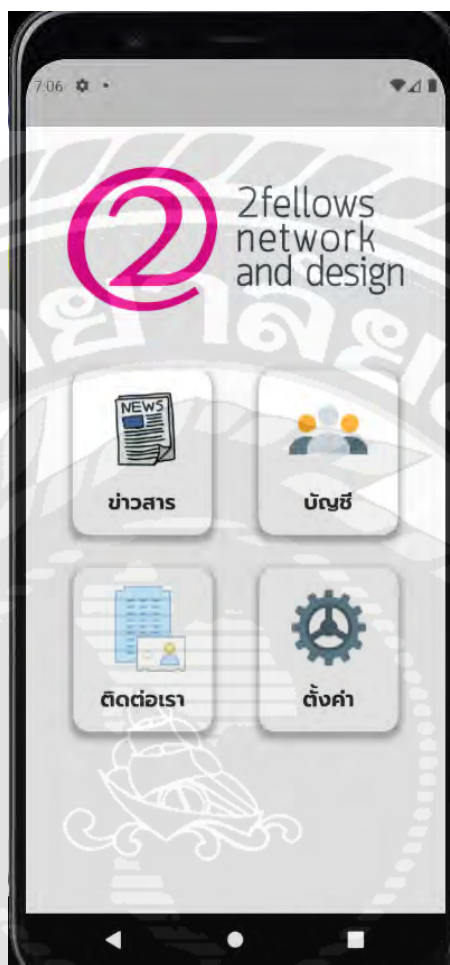 7:06
2fellows
network
and design
NEWS
ข่าวสาร
บัญชี
ติดต่อเรา
ตั้งค่า